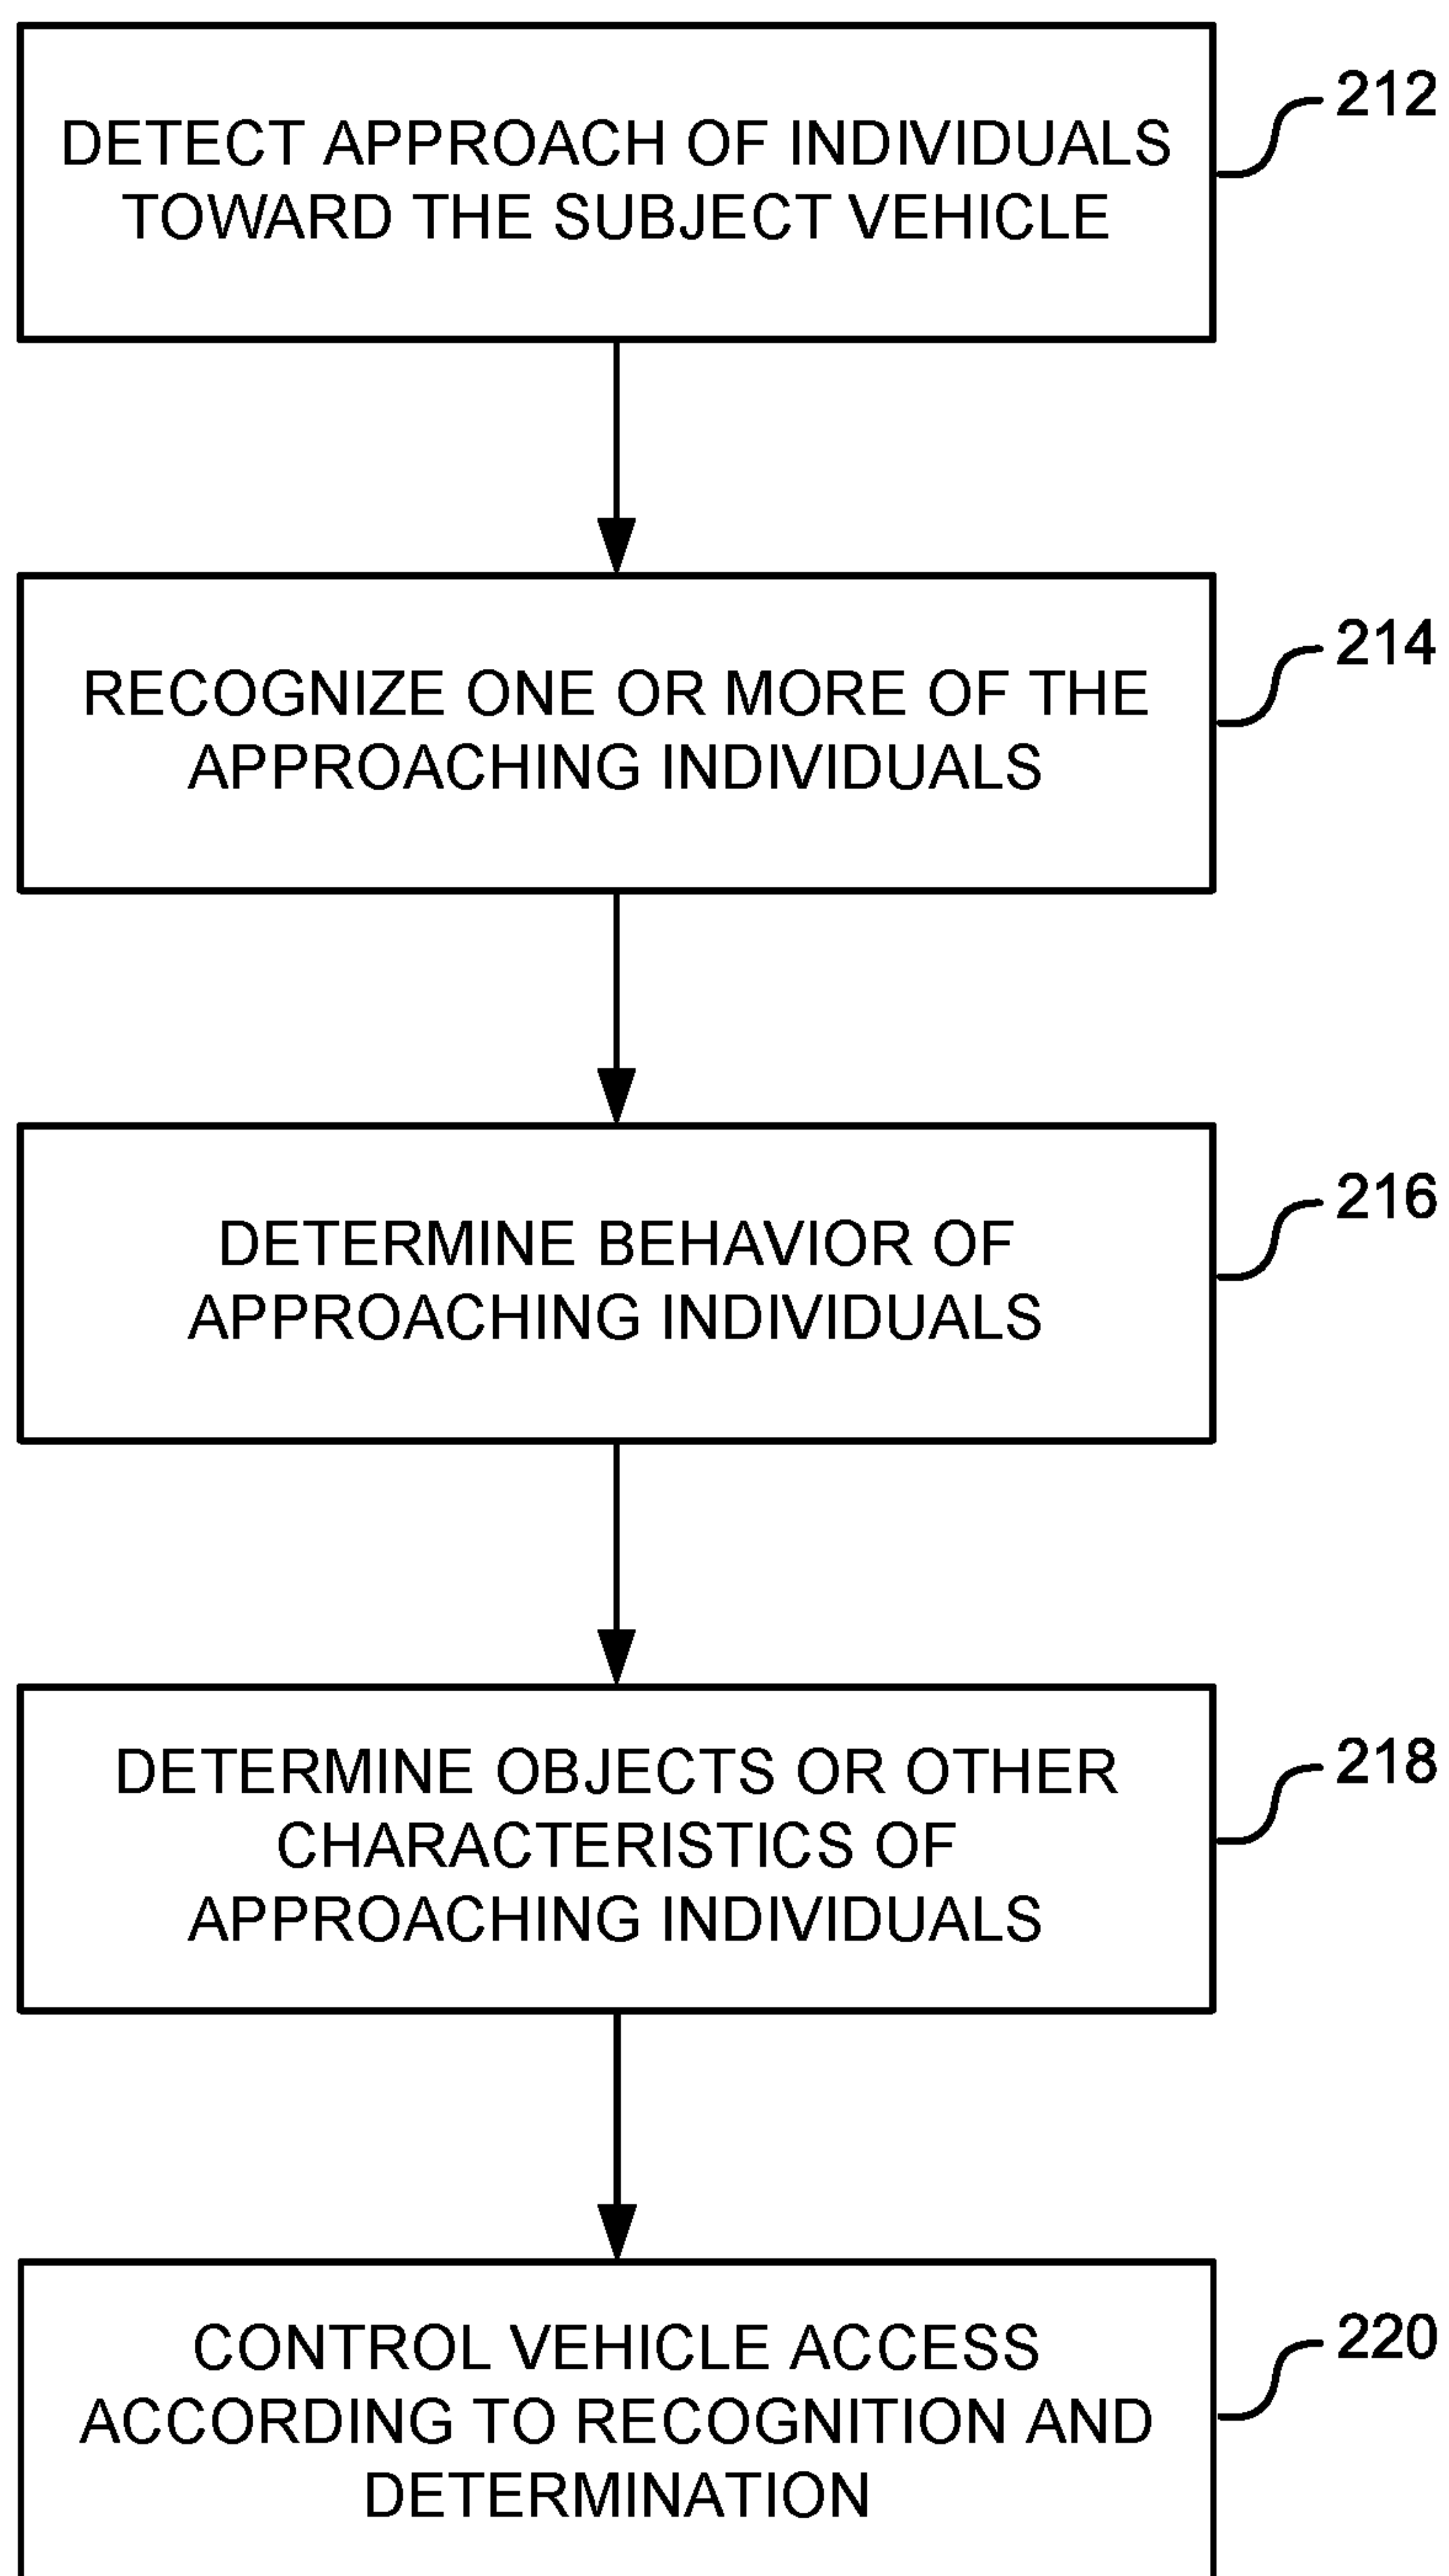 DETECT APPROACH OF INDIVIDUALS
TOWARD THE SUBJECT VEHICLE
212
RECOGNIZE ONE OR MORE OF THE
APPROACHING INDIVIDUALS
214
DETERMINE BEHAVIOR OF
APPROACHING INDIVIDUALS
216
DETERMINE OBJECTS OR OTHER
CHARACTERISTICS OF
APPROACHING INDIVIDUALS
218
CONTROL VEHICLE ACCESS
ACCORDING TO RECOGNITION AND
DETERMINATION
220